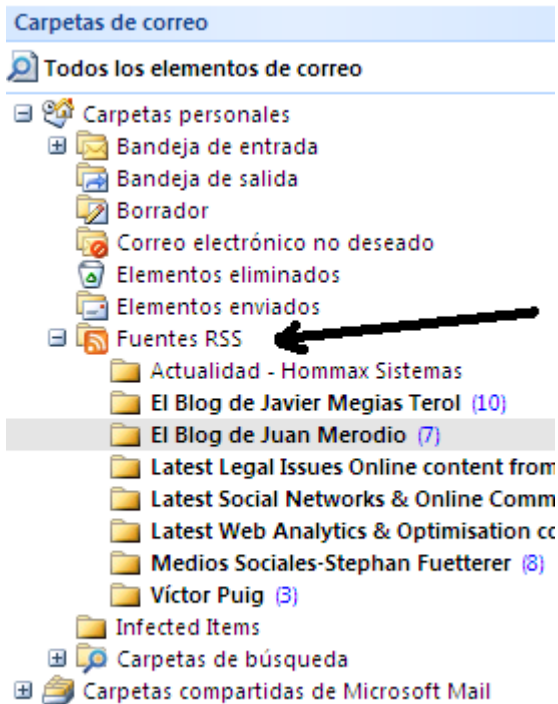 Carpetas de correo
Todos los elementos de correo
Carpetas personales
Bandeja de entrada
Bandeja de salida
Borrador
Correo electrónico no deseado
Elementos eliminados
Elementos enviados
Fuentes RSS
Actualidad - Hommax Sistemas
El Blog de Javier Megias Terol (10)
El Blog de Juan Merodio (7)
Latest Legal Issues Online content from
Latest Social Networks & Online Comm
Latest Web Analytics & Optimisation co
Medios Sociales-Stephan Fuetterer (8)
Víctor Puig (3)
Infected Items
Carpetas de búsqueda
Carpetas compartidas de Microsoft Mail